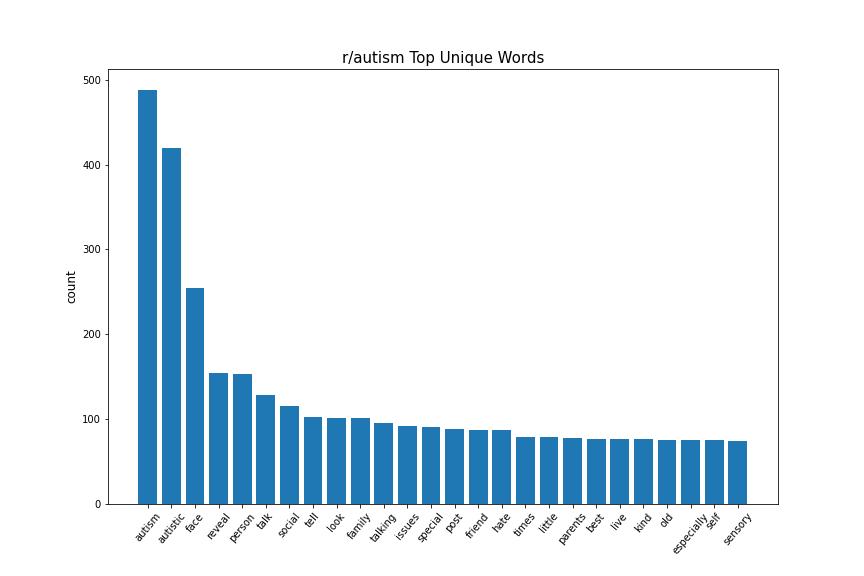 r/autism Top Unique Words
500
400
300
200
100
0
count
autism
autistic
face
reveal
person
talk
social
tell
look
family
talking
issues
special
post
friend
hate
times
little
parents
best
live
kind
old
especially
self
sensory